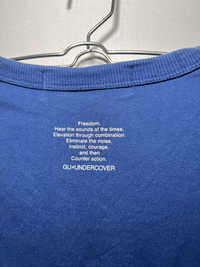 Freedom.
Hear the sounds of the times.
Elevation through combination.
Eliminate the noise.
Instinct, courage,
and then
Counter action.
GU×UNDERCOVER